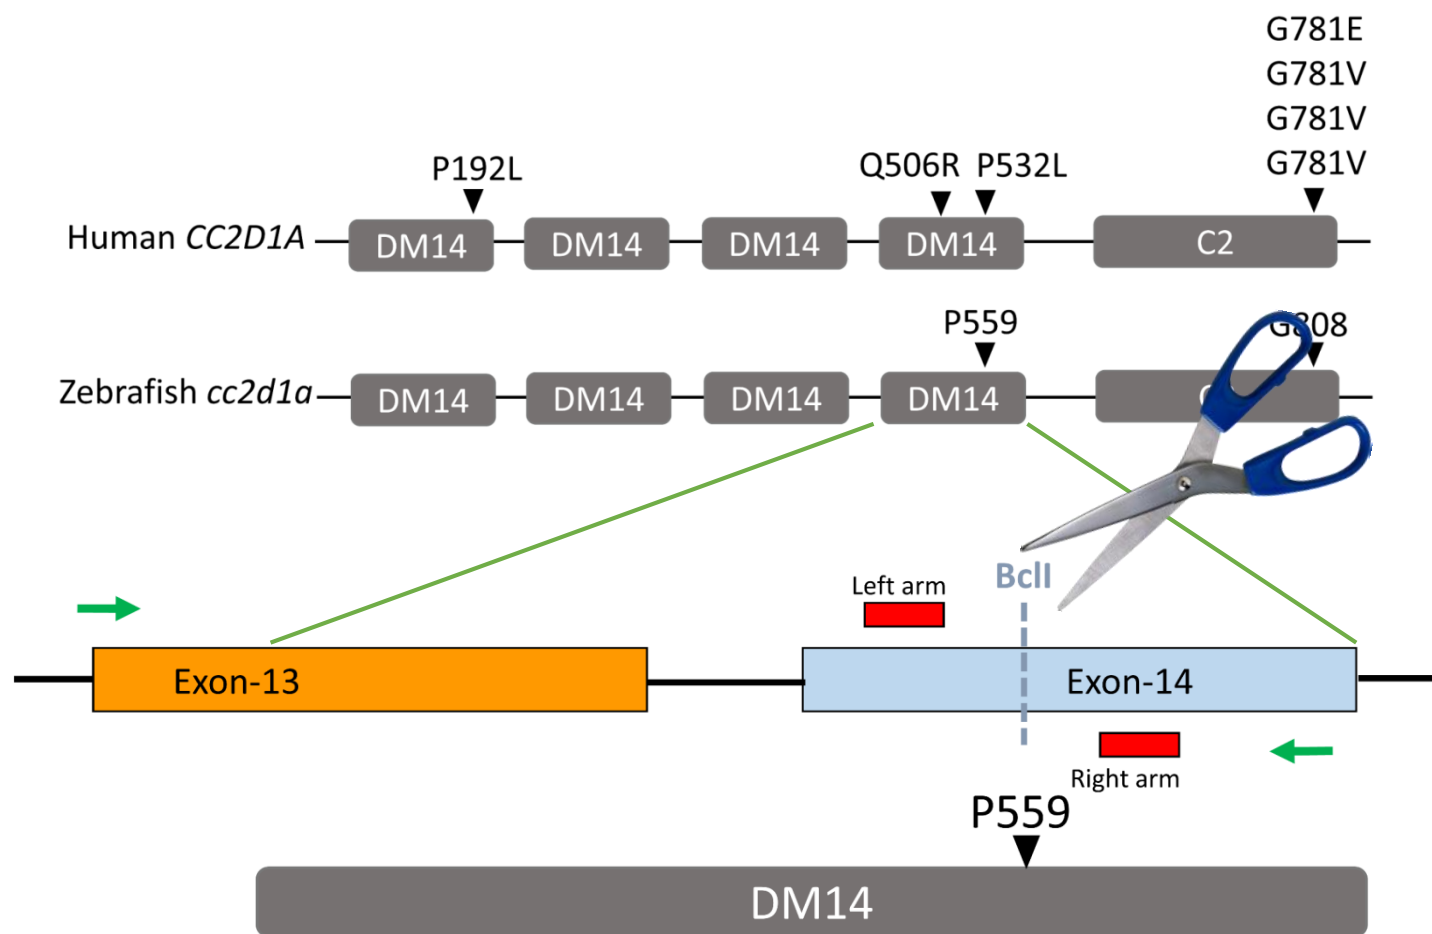 G781E
G781V
G781V
G781V
P192L
Q506R
P532L
Human CC2D1A
DM14
DM14
DM14
DM14
C2
P559
G808
Zebrafish cc2d1a
DM14
DM14
DM14
DM14
BclI
Left arm
Exon-13
Exon-14
Right arm
P559
DM14